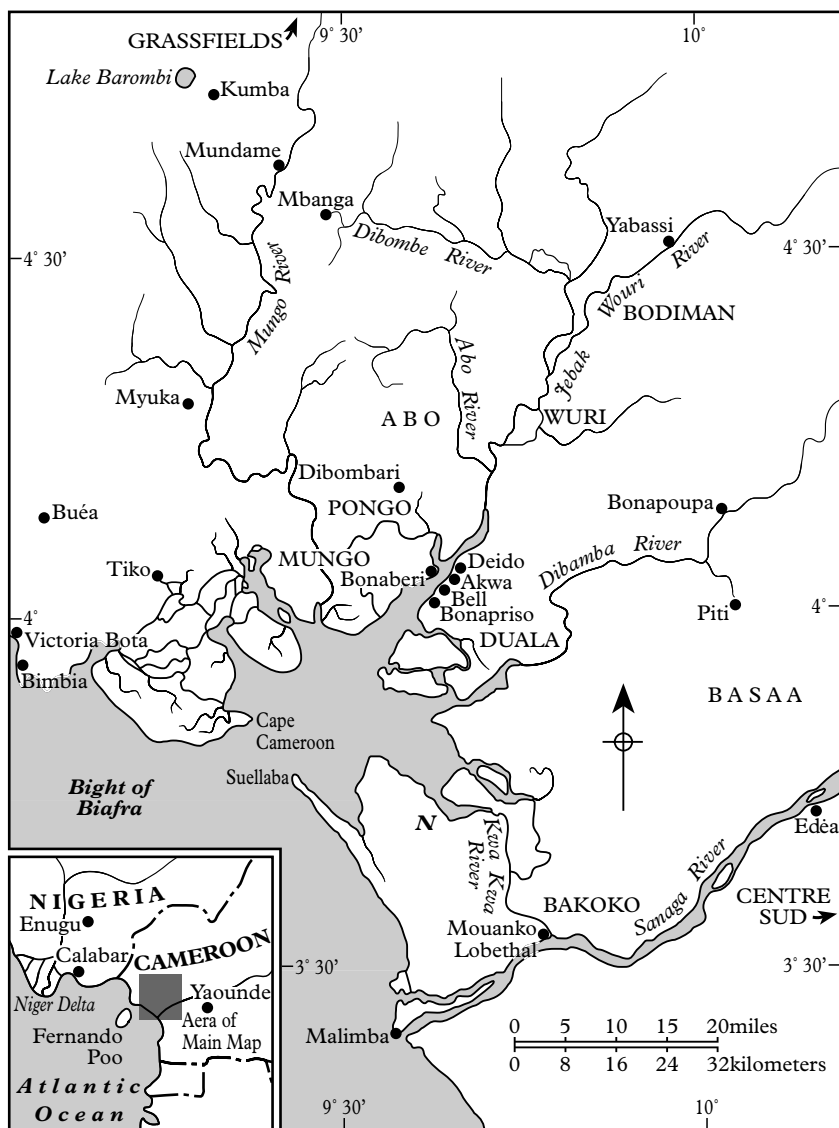 9˚ 30'
10˚
GRASSFIELDS
Lake Barombi
Kumba
Mundame
Mbanga
Yabassi
Dibombe River
4˚ 30'
4˚ 30'
Mungo River
Wouri River
BODIMAN
Abo River
Jebak
Myuka
ABO
WURI
Dibombari
Bonapoupa
PONGO
Buéa
MUNGO
Deido
Dibamba River
Tiko
Bonaberi
Akwa
Bell
Piti
4˚
4˚
Bonapriso
Victoria Bota
DUALA
Bimbia
BASAA
Cape
Cameroon
Suellaba
Bight of
Biafra
N
Kwa Kwa
River
Edėa
Sanaga River
BAKOKO
CENTRE
SUD
Mouanko
Lobethal
3˚ 30'
3˚ 30'
Malimba
0 5 10 15 20miles
0 8 16 24 32kilometers
9˚ 30'
10˚
NIGERIA
Enugu
CAMEROON
Calabar
Yaounde
Niger Delta
Aera of
Main Map
Fernando
Poo
Atlantic
Ocean